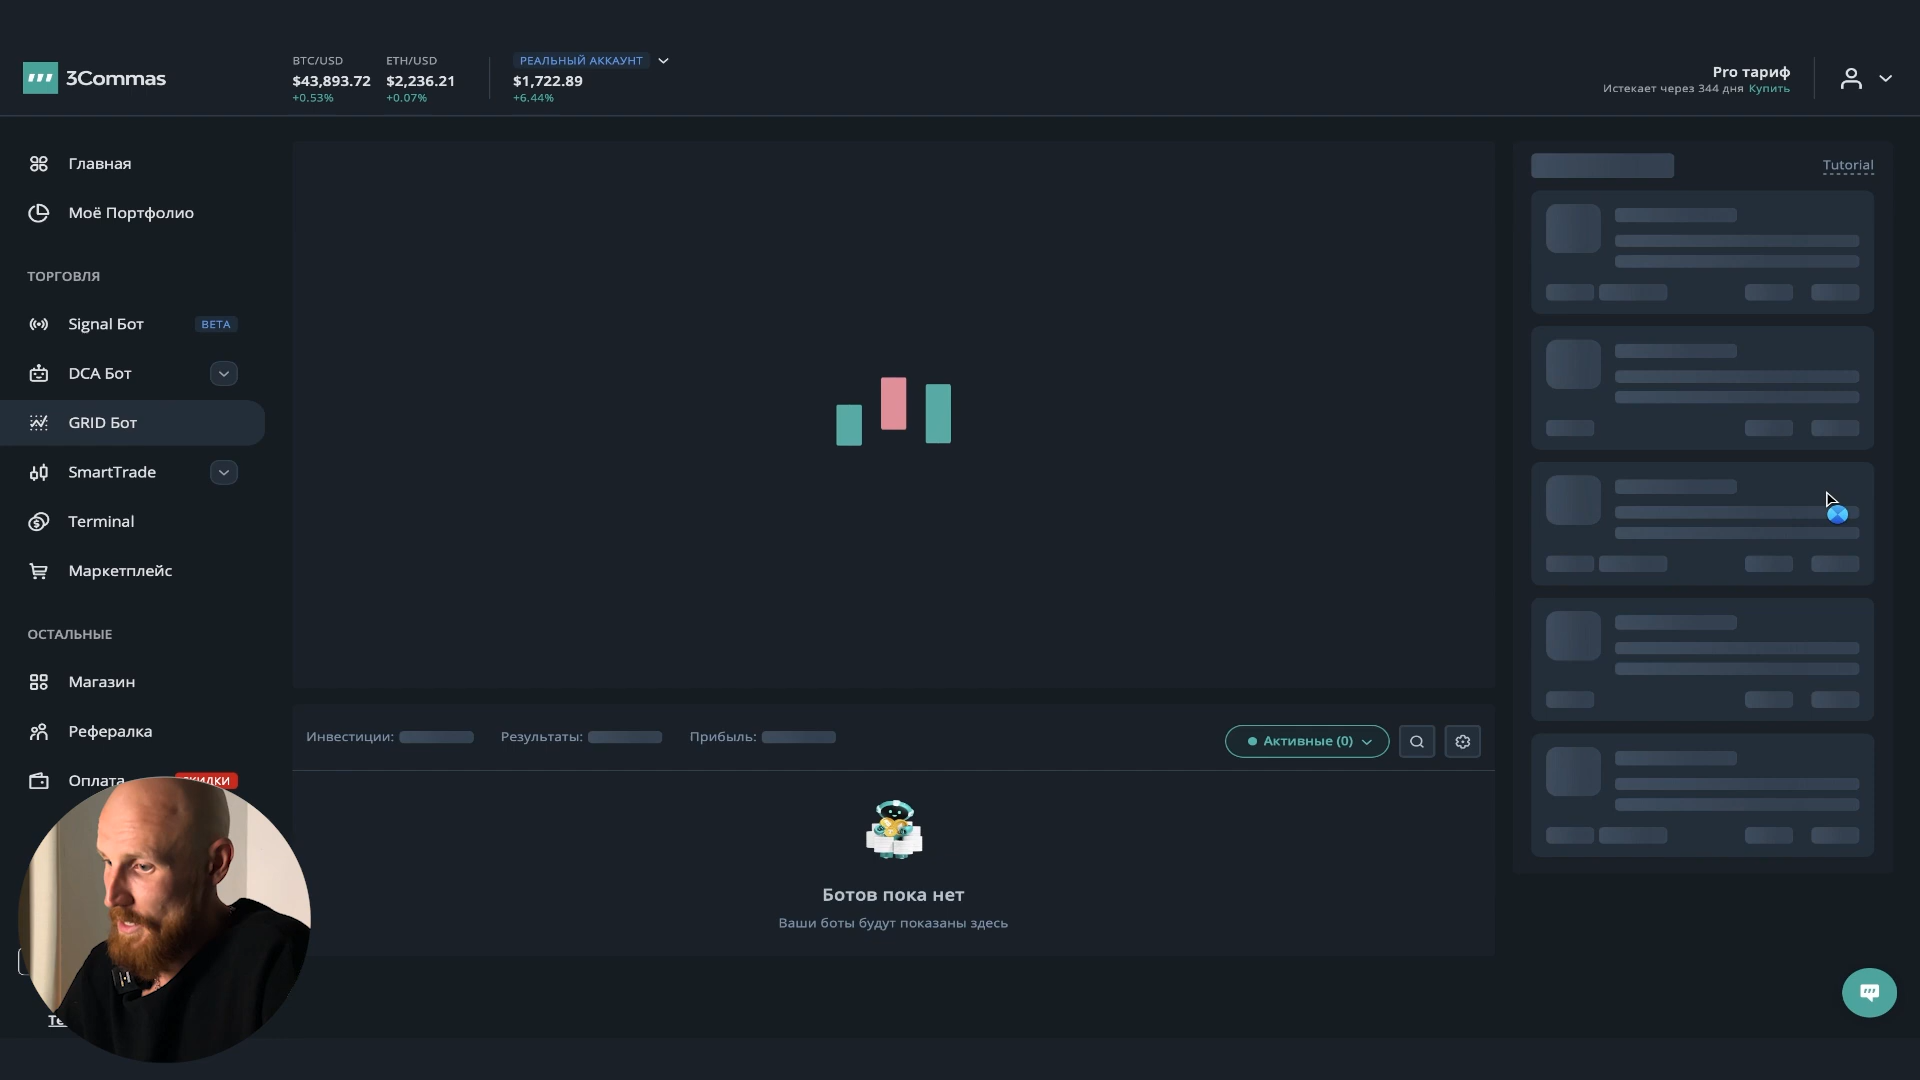 3Commas
BTC/USD
$43,893.72
+0.53%
ETH/USD
$2,236.21
+0.07%
РЕАЛЬНЫЙ АККАУНТ
$1,722.89
+6.44%
Pro тариф
Истекает через 344 дня Купить
Главная
Моё Портфолио
ТОРГОВЛЯ
Signal Бот BETA
DCA Бот
GRID Бот
SmartTrade
Terminal
Маркетплейс
ОСТАЛЬНЫЕ
Магазин
Рефералка
Оплата
Инвестиции: Результаты: Прибыль: Активные (0)
Ботов пока нет
Ваши боты будут показаны здесь
Tutorial